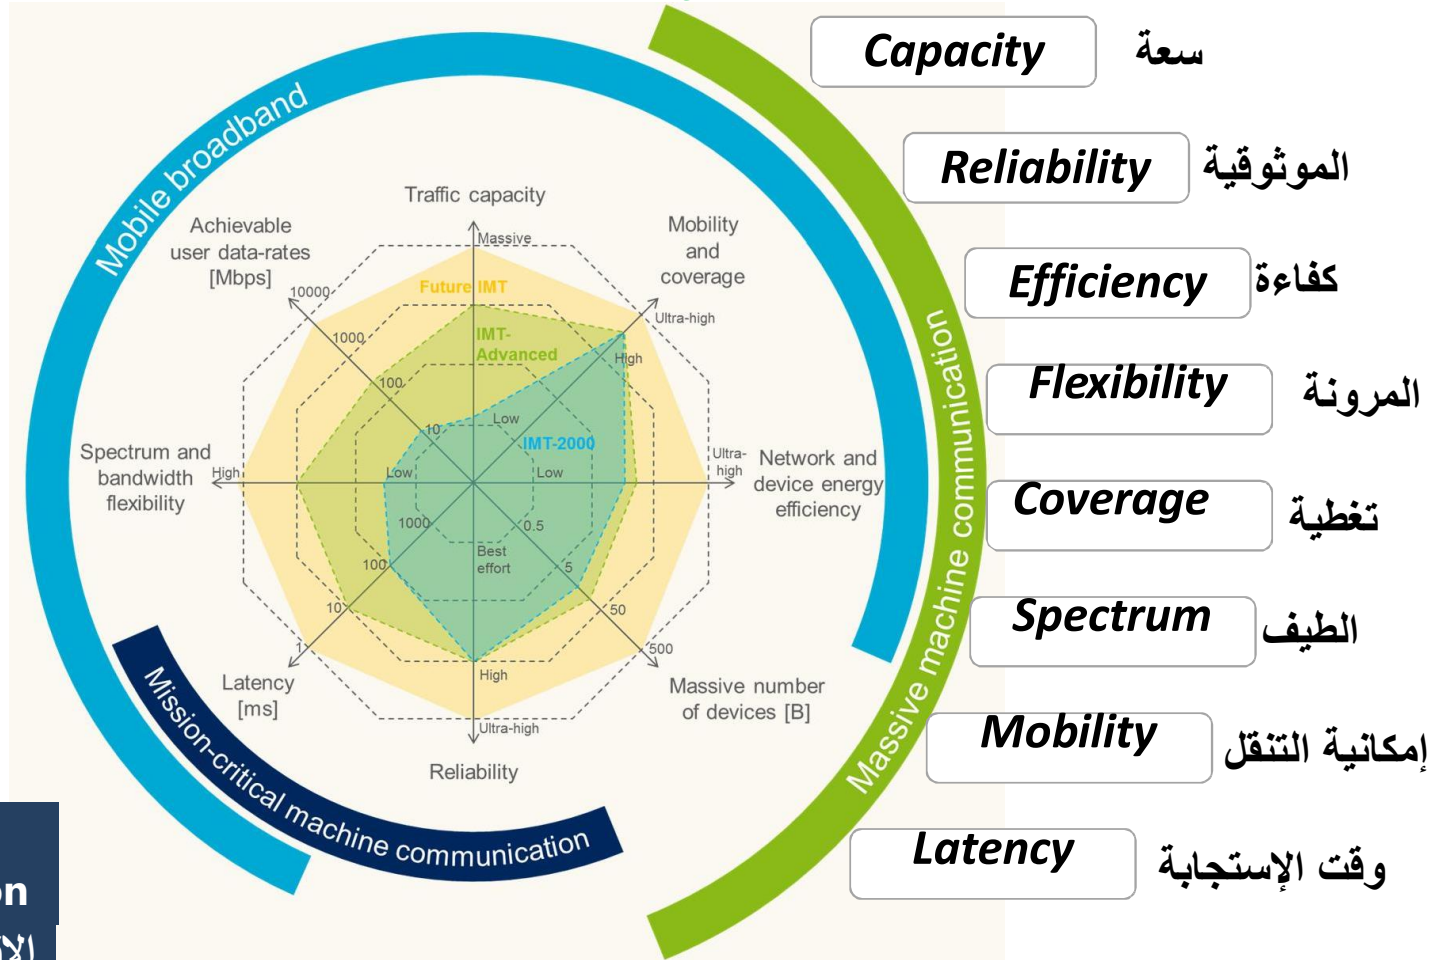 Mobile broadband
Massive machine communication
Mission-critical machine communication
Traffic capacity
Massive
Low
Mobility
and
coverage
Ultra-high
High
Network and
device energy
efficiency
Ultra-
high
Low
Massive number
of devices [B]
0.5
5
50
500
Reliability
Best
effort
High
Ultra-high
Latency
[ms]
1000
100
10
1
Spectrum and
bandwidth
flexibility
High
Low
Achievable
user data-rates
[Mbps]
10000
1000
100
10
Future IMT
IMT-
Advanced
IMT-2000
Capacity سعة
Reliability الموثوقية
Efficiency كفاءة
Flexibility المرونة
Coverage تغطية
Spectrum الطيف
Mobility إمكانية التنقل
Latency وقت الإستجابة